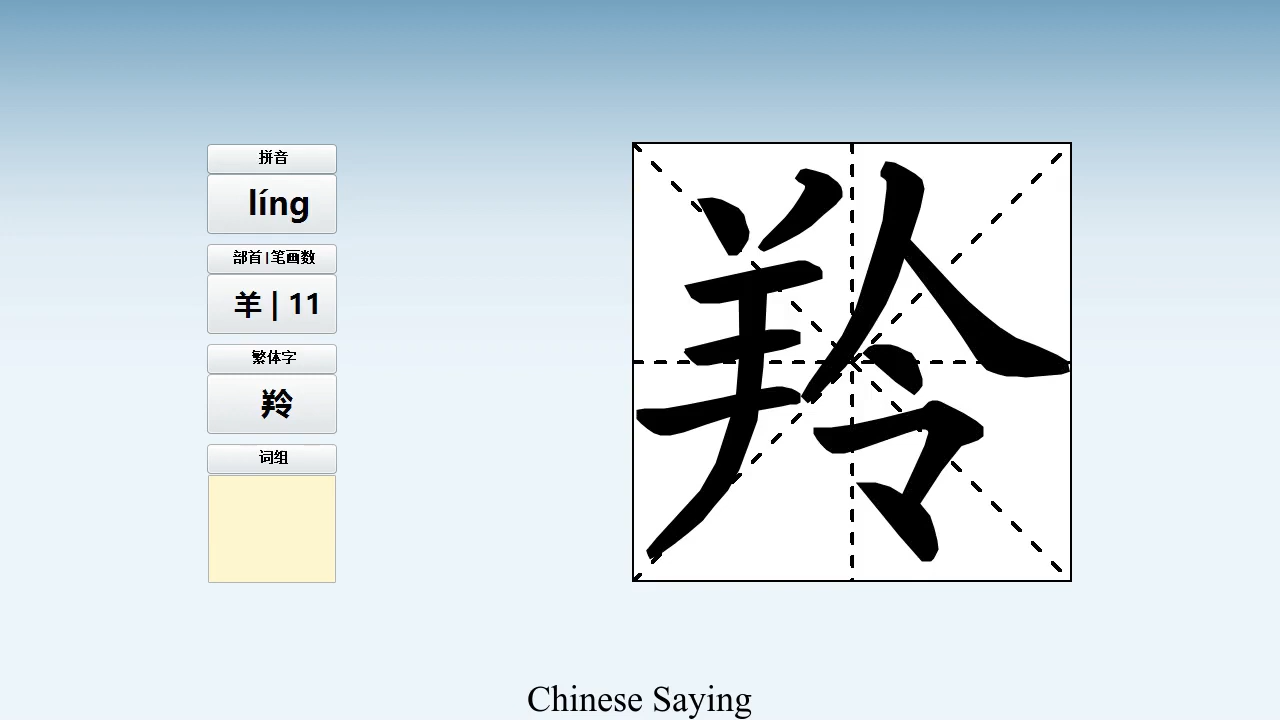 拼音
líng
部首|笔画数
羊 | 11
繁体字
羚
词组
羚
Chinese Saying